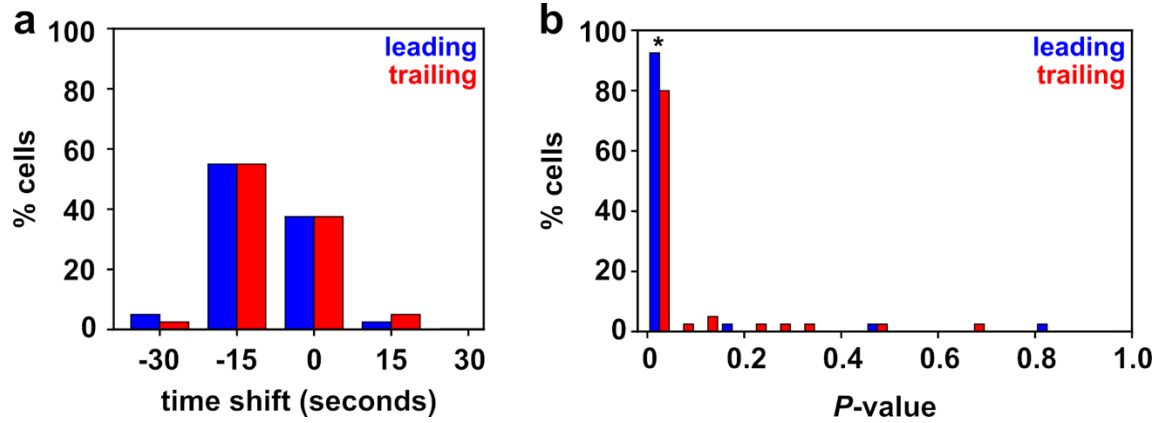 a
100
80
60
40
20
0
% cells
leading
trailing
-30 -15 0 15 30
time shift (seconds)
b
100
80
60
40
20
0
% cells
*
leading
trailing
0 0.2 0.4 0.6 0.8 1.0
P-value